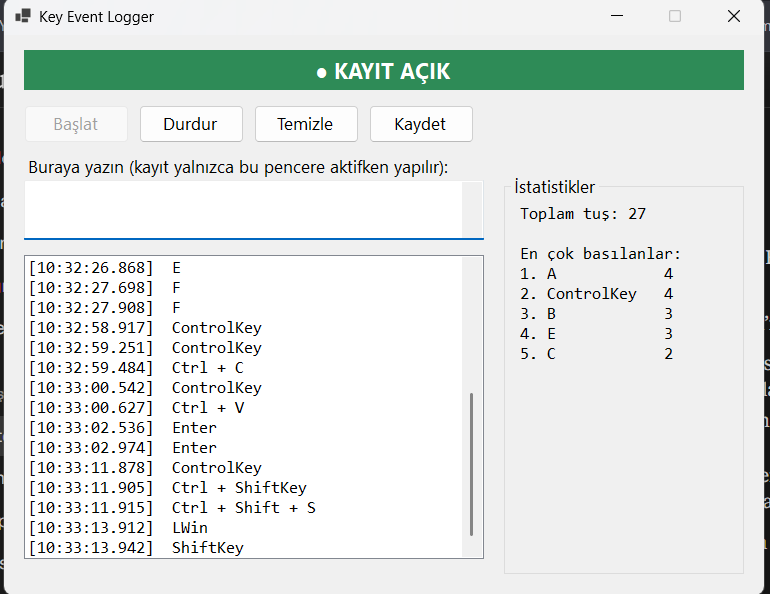 Key Event Logger
● KAYIT AÇIK
Başlat Durdur Temizle Kaydet
Buraya yazın (kayıt yalnızca bu pencere aktifken yapılır):
[10:32:26.868] E
[10:32:27.698] F
[10:32:27.908] F
[10:32:58.917] ControlKey
[10:32:59.251] ControlKey
[10:32:59.484] Ctrl + C
[10:33:00.542] ControlKey
[10:33:00.627] Ctrl + V
[10:33:02.536] Enter
[10:33:02.974] Enter
[10:33:11.878] ControlKey
[10:33:11.905] Ctrl + ShiftKey
[10:33:11.915] Ctrl + Shift + S
[10:33:13.912] LWin
[10:33:13.942] ShiftKey
İstatistikler
Toplam tuş: 27
En çok basılanlar:
1. A 4
2. ControlKey 4
3. B 3
4. E 3
5. C 2